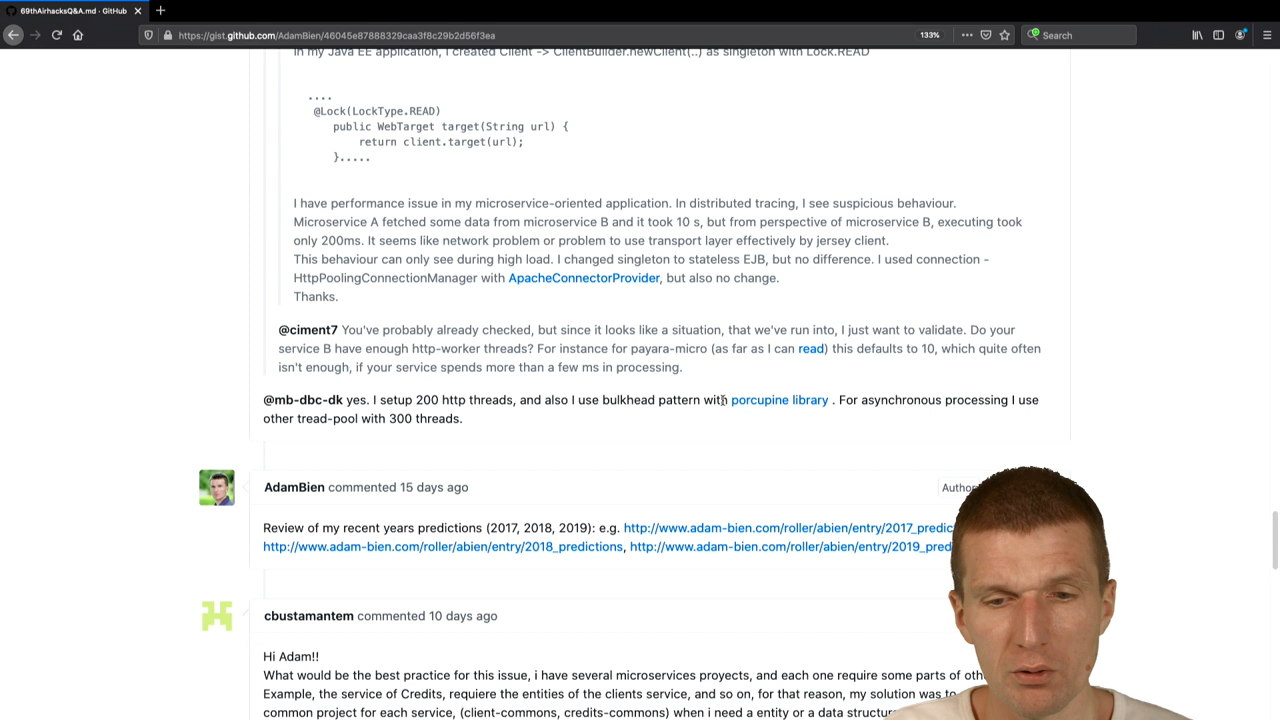 69thAirhacksQ&A.md · GitHub
https://gist.github.com/AdamBien/46045e87888329caa3f8c29b2d56f3ea
133%
Search
In my Java EE application, I created Client -> ClientBuilder.newClient(..) as singleton with Lock.READ
....
@Lock(LockType.READ)
public WebTarget target(String url) {
return client.target(url);
}.....
I have performance issue in my microservice-oriented application. In distributed tracing, I see suspicious behaviour.
Microservice A fetched some data from microservice B and it took 10 s, but from perspective of microservice B, executing took
only 200ms. It seems like network problem or problem to use transport layer effectively by jersey client.
This behaviour can only see during high load. I changed singleton to stateless EJB, but no difference. I used connection -
HttpPoolingConnectionManager with ApacheConnectorProvider, but also no change.
Thanks.
@ciment7 You've probably already checked, but since it looks like a situation, that we've run into, I just want to validate. Do your
service B have enough http-worker threads? For instance for payara-micro (as far as I can read) this defaults to 10, which quite often
isn't enough, if your service spends more than a few ms in processing.
@mb-dbc-dk yes. I setup 200 http threads, and also I use bulkhead pattern with porcupine library . For asynchronous processing I use
other tread-pool with 300 threads.
AdamBien commented 15 days ago
Author
Review of my recent years predictions (2017, 2018, 2019): e.g. http://www.adam-bien.com/roller/abien/entry/2017_predic
http://www.adam-bien.com/roller/abien/entry/2018_predictions, http://www.adam-bien.com/roller/abien/entry/2019_pred
cbustamantem commented 10 days ago
Hi Adam!!
What would be the best practice for this issue, i have several microservices proyects, and each one require some parts of oth
Example, the service of Credits, requiere the entities of the clients service, and so on, for that reason, my solution was to
common project for each service, (client-commons, credits-commons) when i need a entity or a data structure